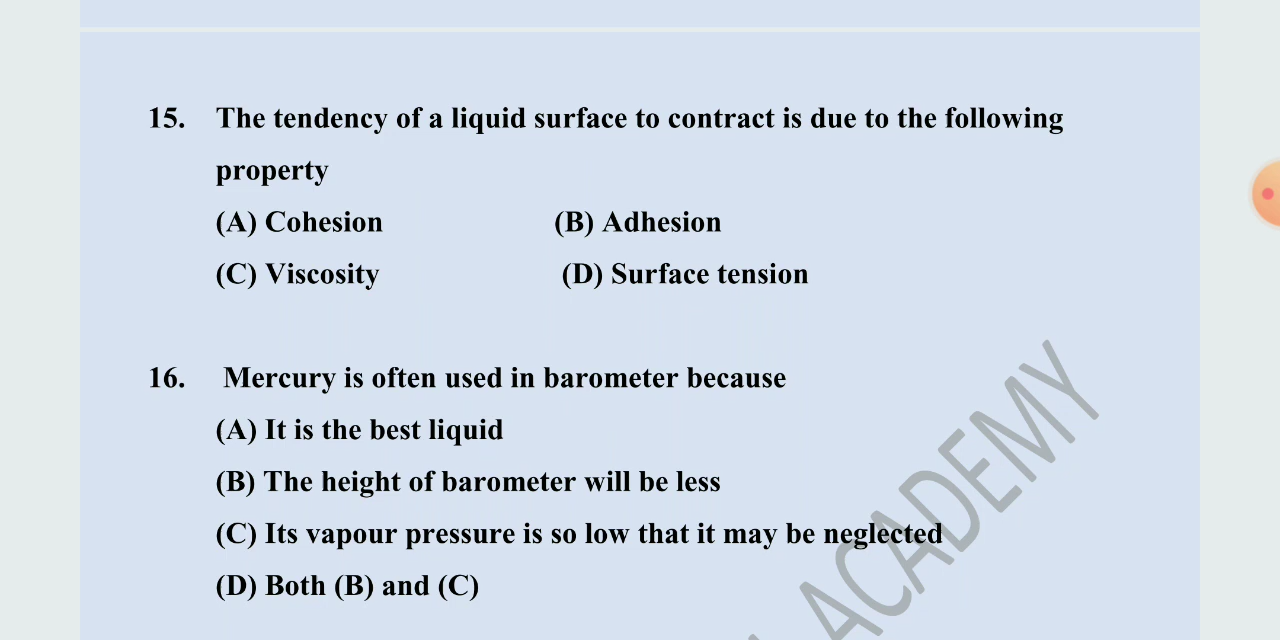 15. The tendency of a liquid surface to contract is due to the following
property
(A) Cohesion (B) Adhesion
(C) Viscosity (D) Surface tension
16. Mercury is often used in barometer because
(A) It is the best liquid
(B) The height of barometer will be less
(C) Its vapour pressure is so low that it may be neglected
(D) Both (B) and (C)
ACADEMY